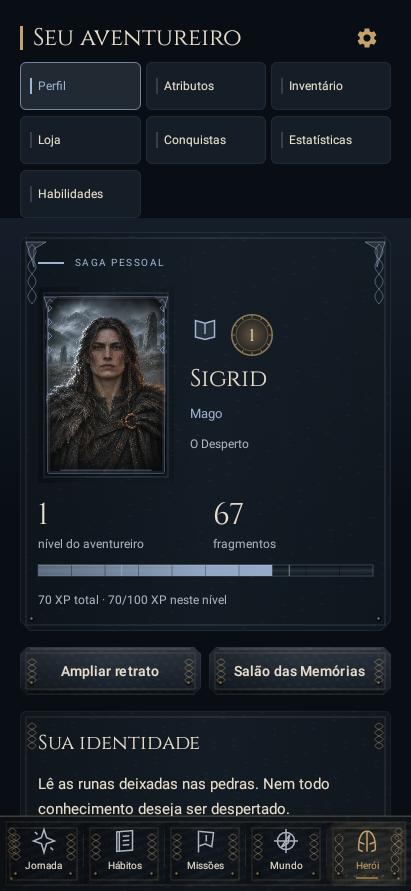 Seu aventureiro
Perfil
Atributos
Inventário
Loja
Conquistas
Estatísticas
Habilidades
SAGA PESSOAL
1
Sigrid
Mago
O Desperto
1
67
nível do aventureiro
fragmentos
70 XP total · 70/100 XP neste nível
Ampliar retrato
Salão das Memórias
Sua identidade
Lê as runas deixadas nas pedras. Nem todo
conhecimento deseja ser despertado.
Jornada
Hábitos
Missões
Mundo
Herói